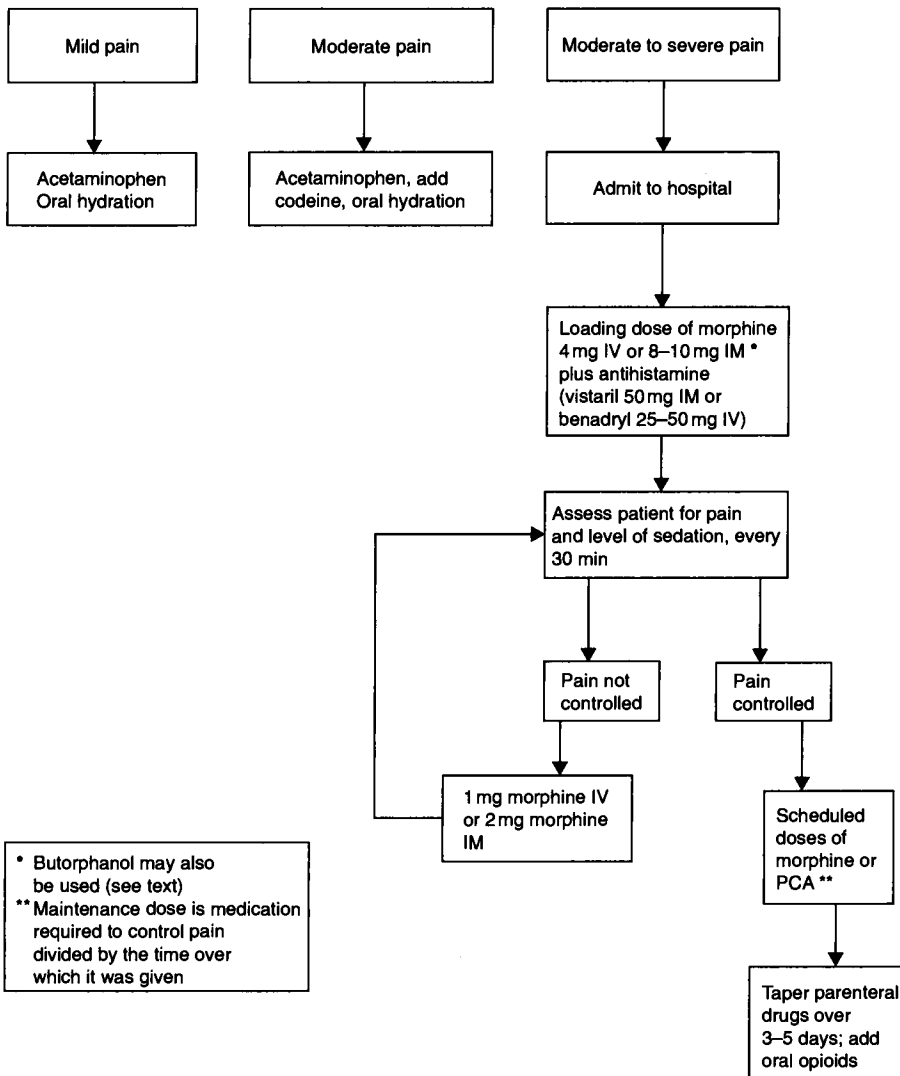 Mild pain
Moderate pain
Moderate to severe pain
Acetaminophen
Oral hydration
Acetaminophen, add
codeine, oral hydration
Admit to hospital
Loading dose of morphine
4 mg IV or 8–10 mg IM *
plus antihistamine
(vistaril 50 mg IM or
benadryl 25–50 mg IV)
Assess patient for pain
and level of sedation, every
30 min
Pain not
controlled
Pain
controlled
1 mg morphine IV
or 2 mg morphine
IM
Scheduled
doses of
morphine or
PCA **
* Butorphanol may also
be used (see text)
** Maintenance dose is medication
required to control pain
divided by the time over
which it was given
Taper parenteral
drugs over
3–5 days; add
oral opioids